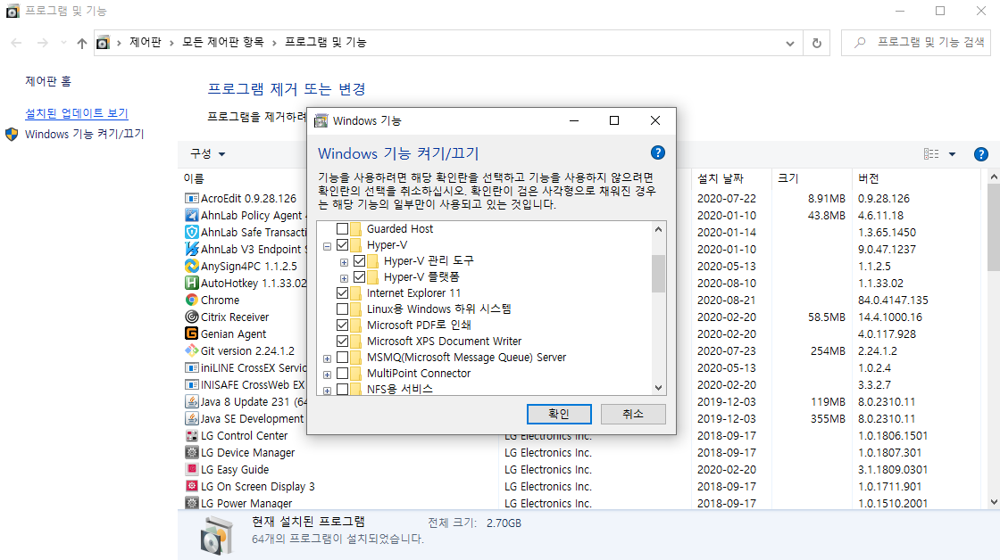 프로그램 및 기능
제어판 › 모든 제어판 항목 › 프로그램 및 기능
프로그램 및 기능 검색
제어판 홈
설치된 업데이트 보기
Windows 기능 켜기/끄기
프로그램 제거 또는 변경
프로그램을 제거하려
구성
이름 설치 날짜 크기 버전
AcroEdit 0.9.28.126 2020-07-22 8.91MB 0.9.28.126
AhnLab Policy Agent 2020-01-10 43.8MB 4.6.11.18
AhnLab Safe Transacti 2020-01-14 1.3.65.1450
AhnLab V3 Endpoint 2020-01-10 9.0.47.1237
AnySign4PC 1.1.2.5 2020-05-13 1.1.2.5
AutoHotkey 1.1.33.02 2020-08-10 1.1.33.02
Chrome 2020-08-21 84.0.4147.135
Citrix Receiver 2020-02-20 58.5MB 14.4.1000.16
Genian Agent 2020-02-20 4.0.117.928
Git version 2.24.1.2 2020-07-23 254MB 2.24.1.2
iniLINE CrossEX Servic 2020-05-13 1.0.2.4
INISAFE CrossWeb EX 2020-02-20 3.3.2.7
Java 8 Update 231 (64 2019-12-03 119MB 8.0.2310.11
Java SE Development 2019-12-03 355MB 8.0.2310.11
LG Control Center LG Electronics Inc. 2018-09-17 1.0.1806.1501
LG Device Manager LG Electronics Inc. 2018-09-17 1.0.1807.301
LG Easy Guide LG Electronics Inc. 2020-02-20 3.1.1809.0301
LG On Screen Display 3 LG Electronics Inc. 2018-09-17 1.0.1711.901
LG Power Manager LG Electronics Inc. 2018-09-17 1.0.1510.2001
현재 설치된 프로그램 전체 크기: 2.70GB
64개의 프로그램이 설치되었습니다.
Windows 기능
Windows 기능 켜기/끄기
기능을 사용하려면 해당 확인란을 선택하고 기능을 사용하지 않으려면
확인란의 선택을 취소하십시오. 확인란이 검은 사각형으로 채워진 경우
는 해당 기능의 일부만이 사용되고 있는 것입니다.
Guarded Host
Hyper-V
Hyper-V 관리 도구
Hyper-V 플랫폼
Internet Explorer 11
Linux용 Windows 하위 시스템
Microsoft PDF로 인쇄
Microsoft XPS Document Writer
MSMQ(Microsoft Message Queue) Server
MultiPoint Connector
NFS용 서비스
확인 취소